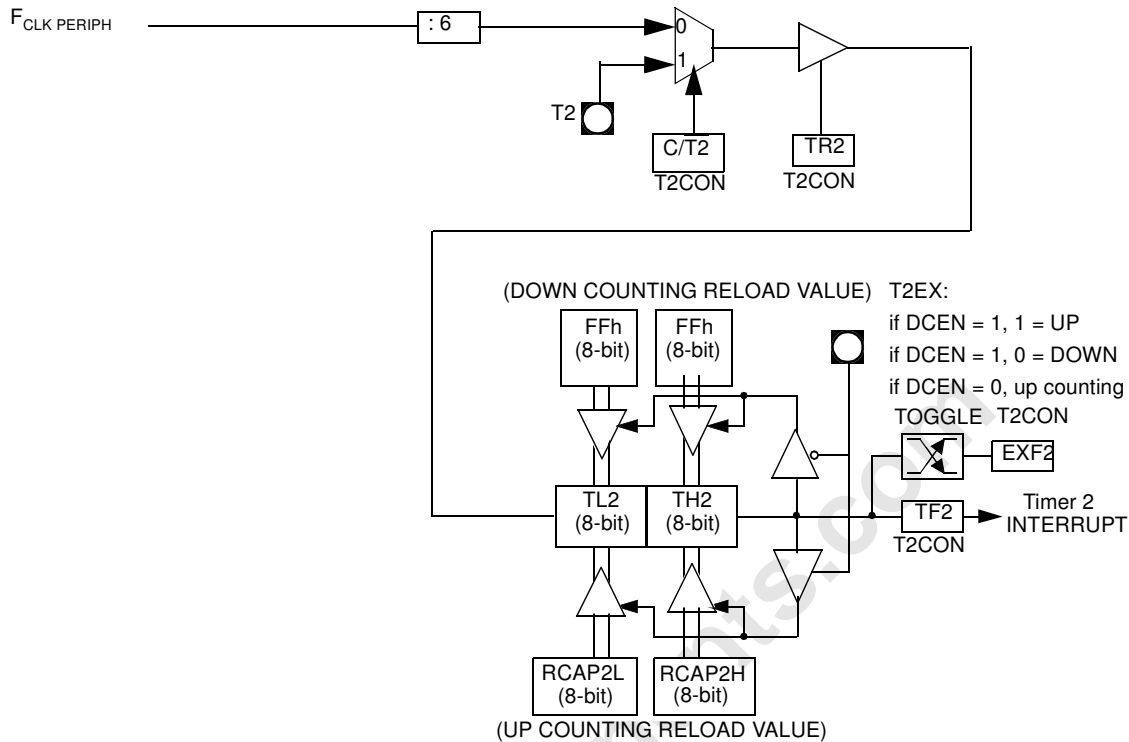 FCLK PERIPH
: 6
0
1
T2
C/T2
TR2
T2CON
T2CON
(DOWN COUNTING RELOAD VALUE)
T2EX:
if DCEN = 1, 1 = UP
if DCEN = 1, 0 = DOWN
if DCEN = 0, up counting
FFh
(8-bit)
FFh
(8-bit)
TOGGLE
T2CON
EXF2
TL2
(8-bit)
TH2
(8-bit)
TF2
T2CON
Timer 2
INTERRUPT
RCAP2L
(8-bit)
RCAP2H
(8-bit)
(UP COUNTING RELOAD VALUE)
nts.com